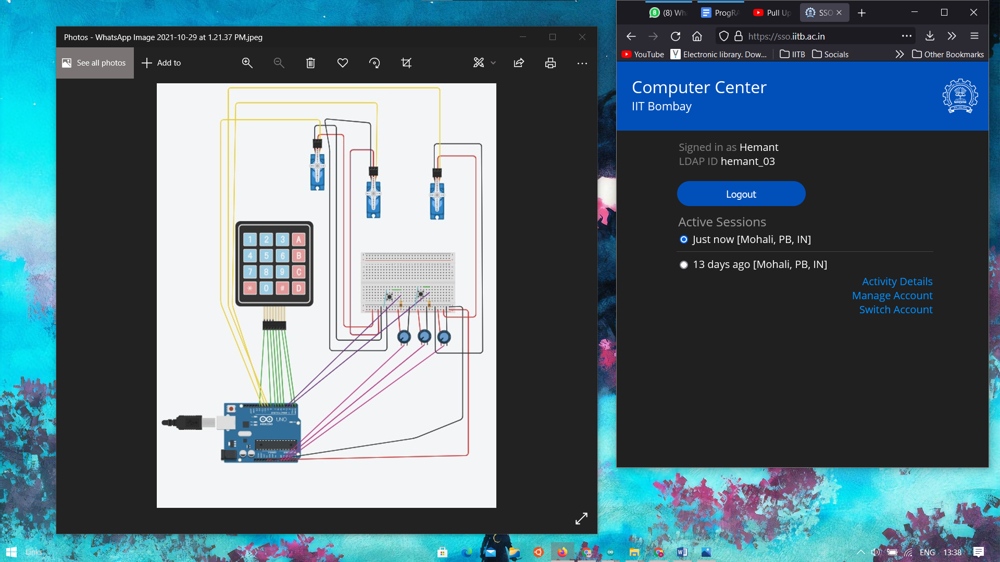 Photos - WhatsApp Image 2021-10-29 at 1.21.37 PM.jpeg
See all photos
Add to
1 2 3 A
4 5 6 B
7 8 9 C
* 0 # D
UNO
(8) Wh
ProgRA
Pull Up
SSO
https://sso.iitb.ac.in
YouTube
Electronic library. Dow...
IITB
Socials
Other Bookmarks
Computer Center
IIT Bombay
Signed in as Hemant
LDAP ID hemant_03
Logout
Active Sessions
Just now [Mohali, PB, IN]
13 days ago [Mohali, PB, IN]
Activity Details
Manage Account
Switch Account
Links
ENG
13:38